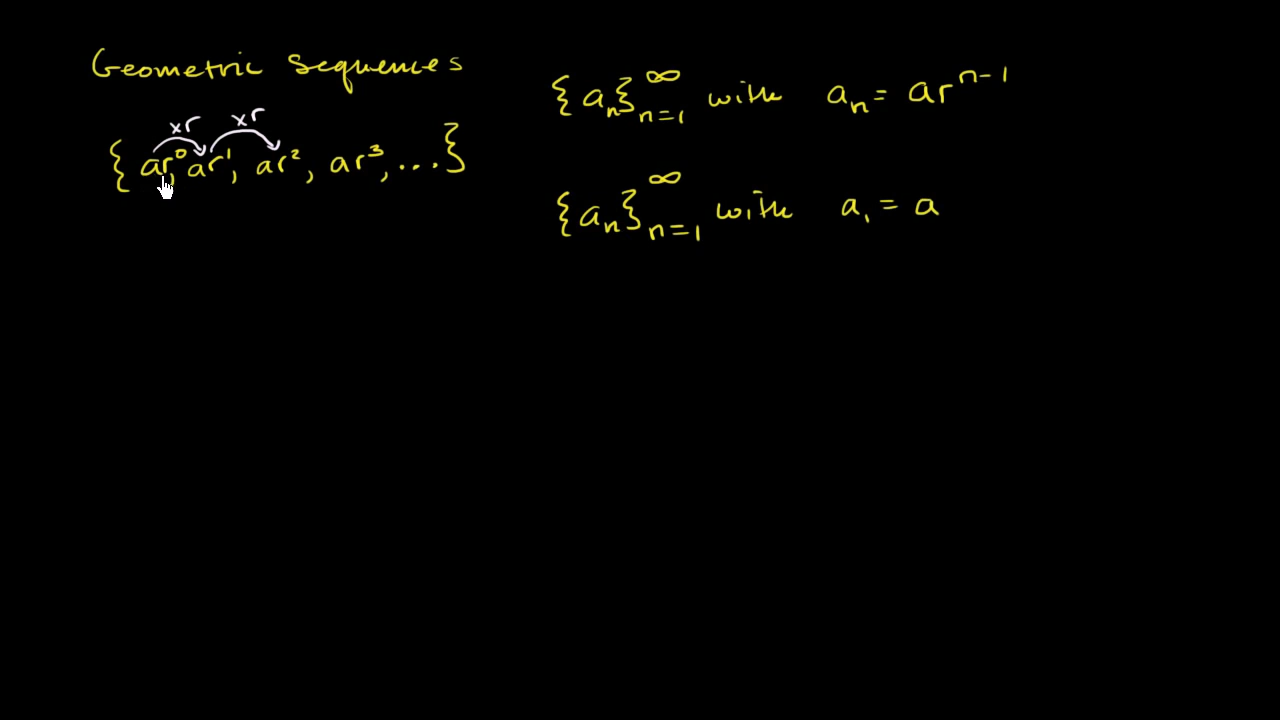 Geometric Sequences
xr xr
{ ar⁰, ar¹, ar², ar³, ...}
{aₙ}ₙ₌₁^∞ with aₙ = arⁿ⁻¹
{aₙ}ₙ₌₁^∞ with a₁ = a